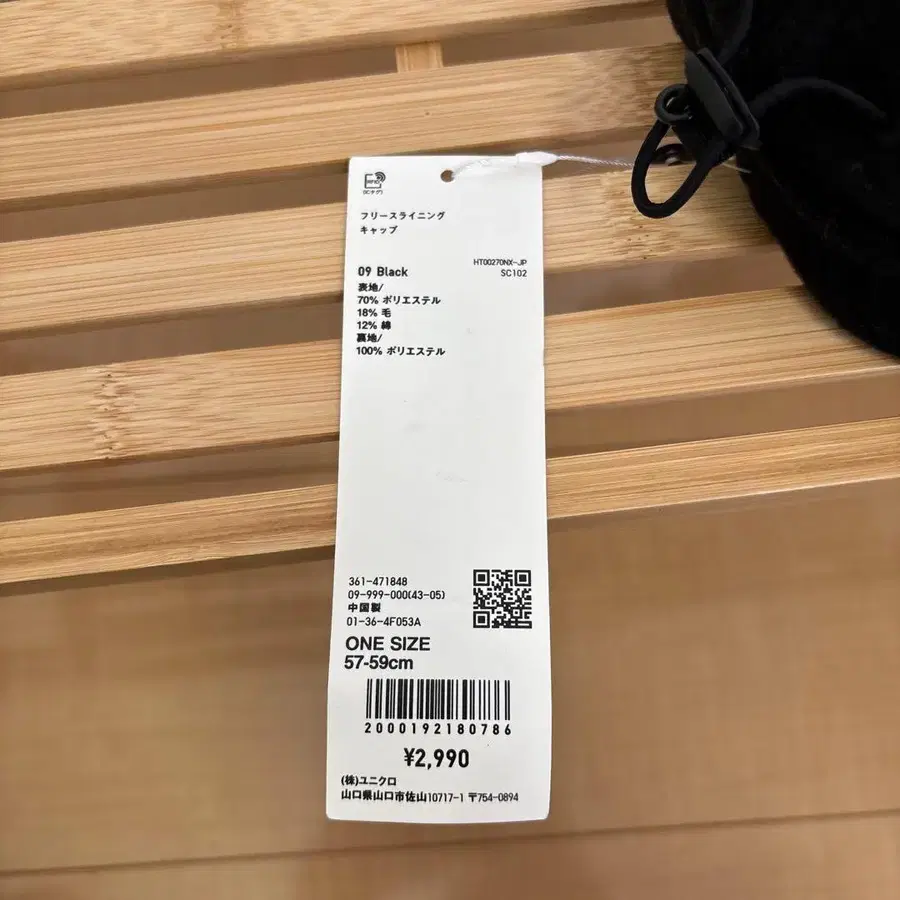 ICタグ
フリースライニング
キャップ
HT00270NX-JP
09 Black
SC102
表地/
70% ポリエステル
18% 毛
12% 綿
裏地/
100% ポリエステル
361-471848
09-999-000(43-05)
中国製
01-36-4F053A
ONE SIZE
57-59cm
2000192180786
¥2,990
(株)ユニクロ
山口県山口市佐山10717-1 〒754-0894